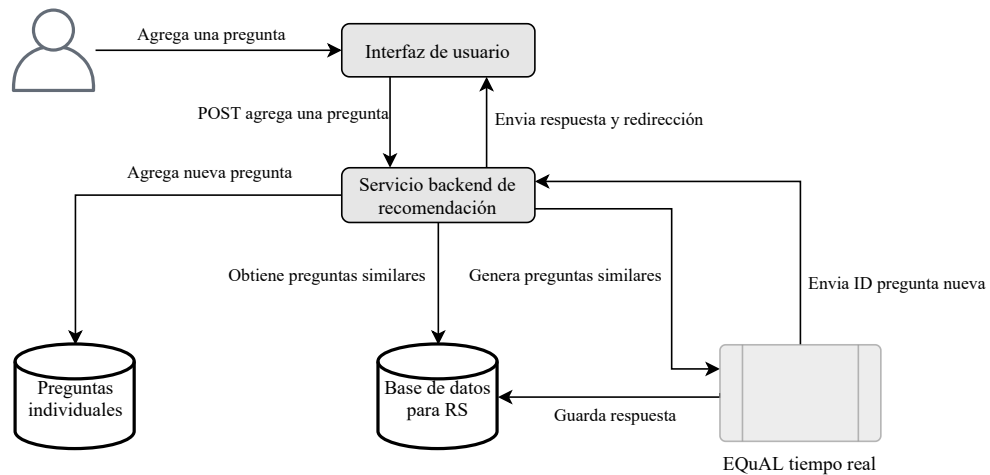 Agrega una pregunta
Interfaz de usuario
POST agrega una pregunta
Envia respuesta y redirección
Agrega nueva pregunta
Servicio backend de
recomendación
Obtiene preguntas similares
Genera preguntas similares
Envia ID pregunta nueva
Preguntas
individuales
Base de datos
para RS
Guarda respuesta
EQuAL tiempo real